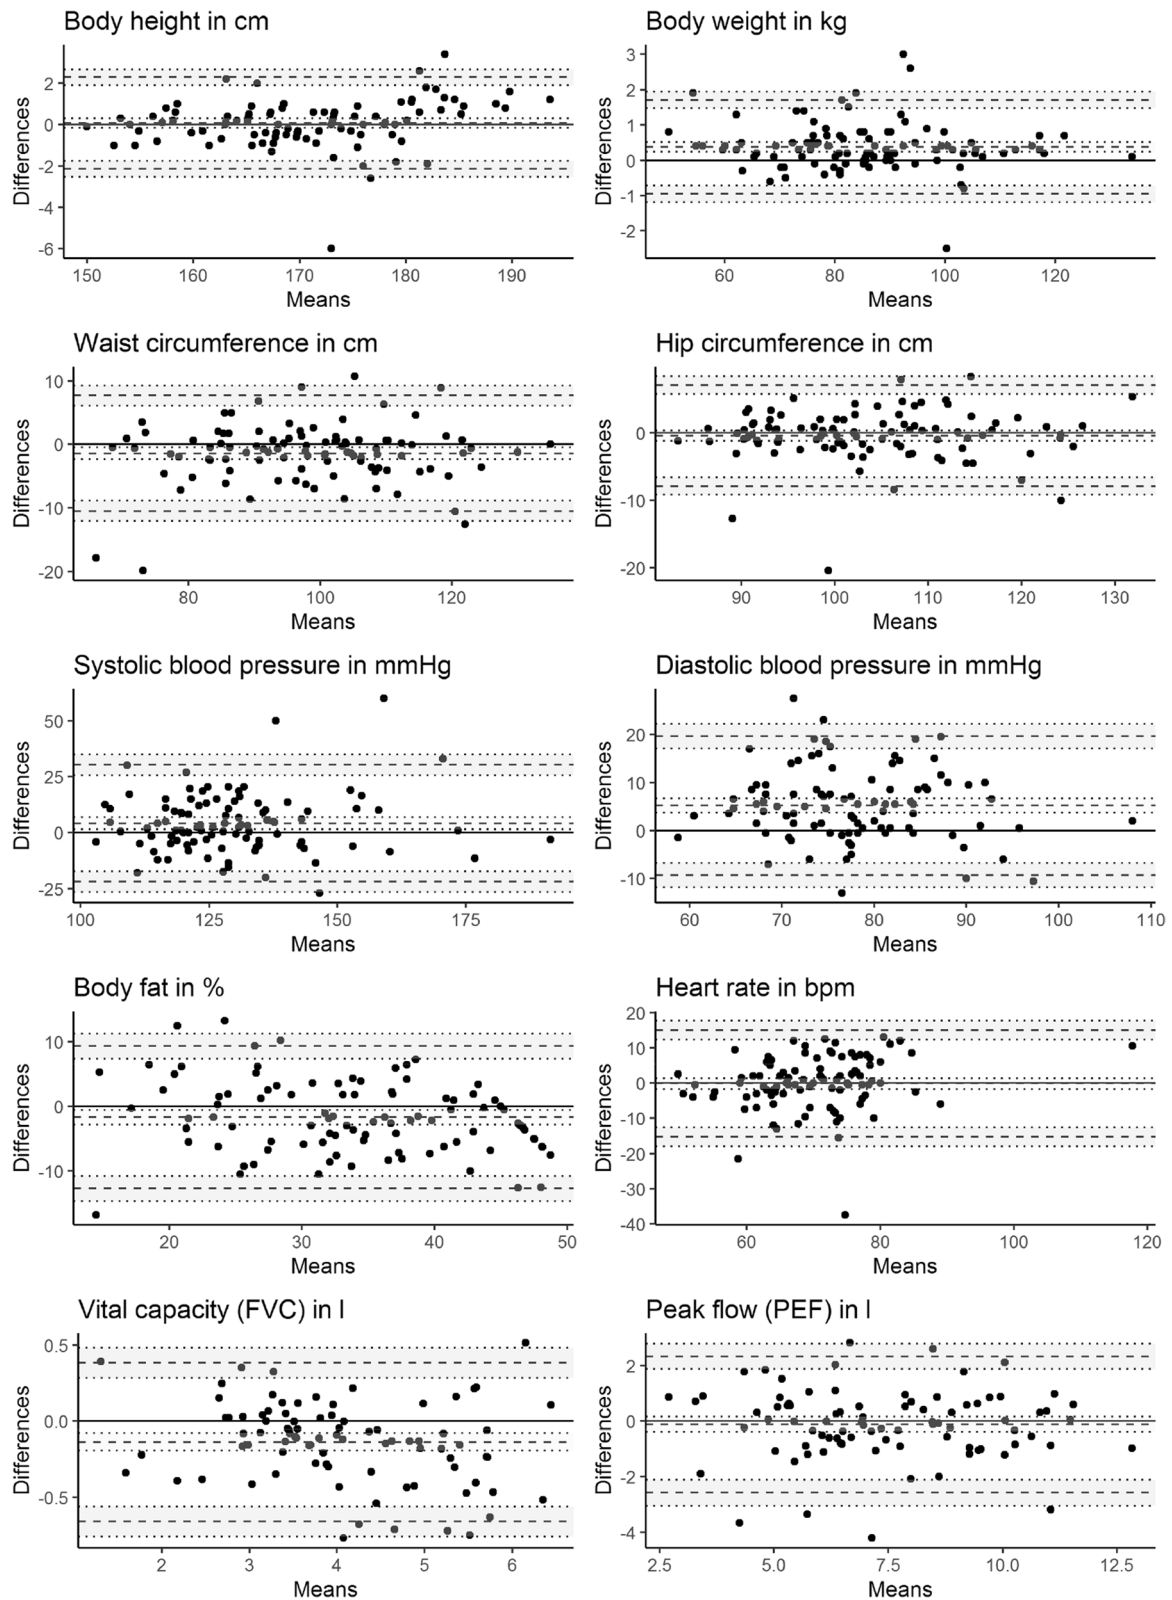 Body height in cm
Differences
2
0
-2
-4
-6
150
160
170
180
190
Means
Body weight in kg
Differences
3
2
1
0
-1
-2
60
80
100
120
Means
Waist circumference in cm
Differences
10
0
-10
-20
80
100
120
Means
Hip circumference in cm
Differences
10
0
-10
-20
90
100
110
120
130
Means
Systolic blood pressure in mmHg
Differences
50
25
0
-25
100
125
150
175
Means
Diastolic blood pressure in mmHg
Differences
20
10
0
-10
60
70
80
90
100
110
Means
Body fat in %
Differences
10
0
-10
20
30
40
50
Means
Heart rate in bpm
Differences
20
10
0
-10
-20
-30
-40
60
80
100
120
Means
Vital capacity (FVC) in l
Differences
0.5
0.0
-0.5
2
3
4
5
6
Means
Peak flow (PEF) in l
Differences
2
0
-2
-4
2.5
5.0
7.5
10.0
12.5
Means